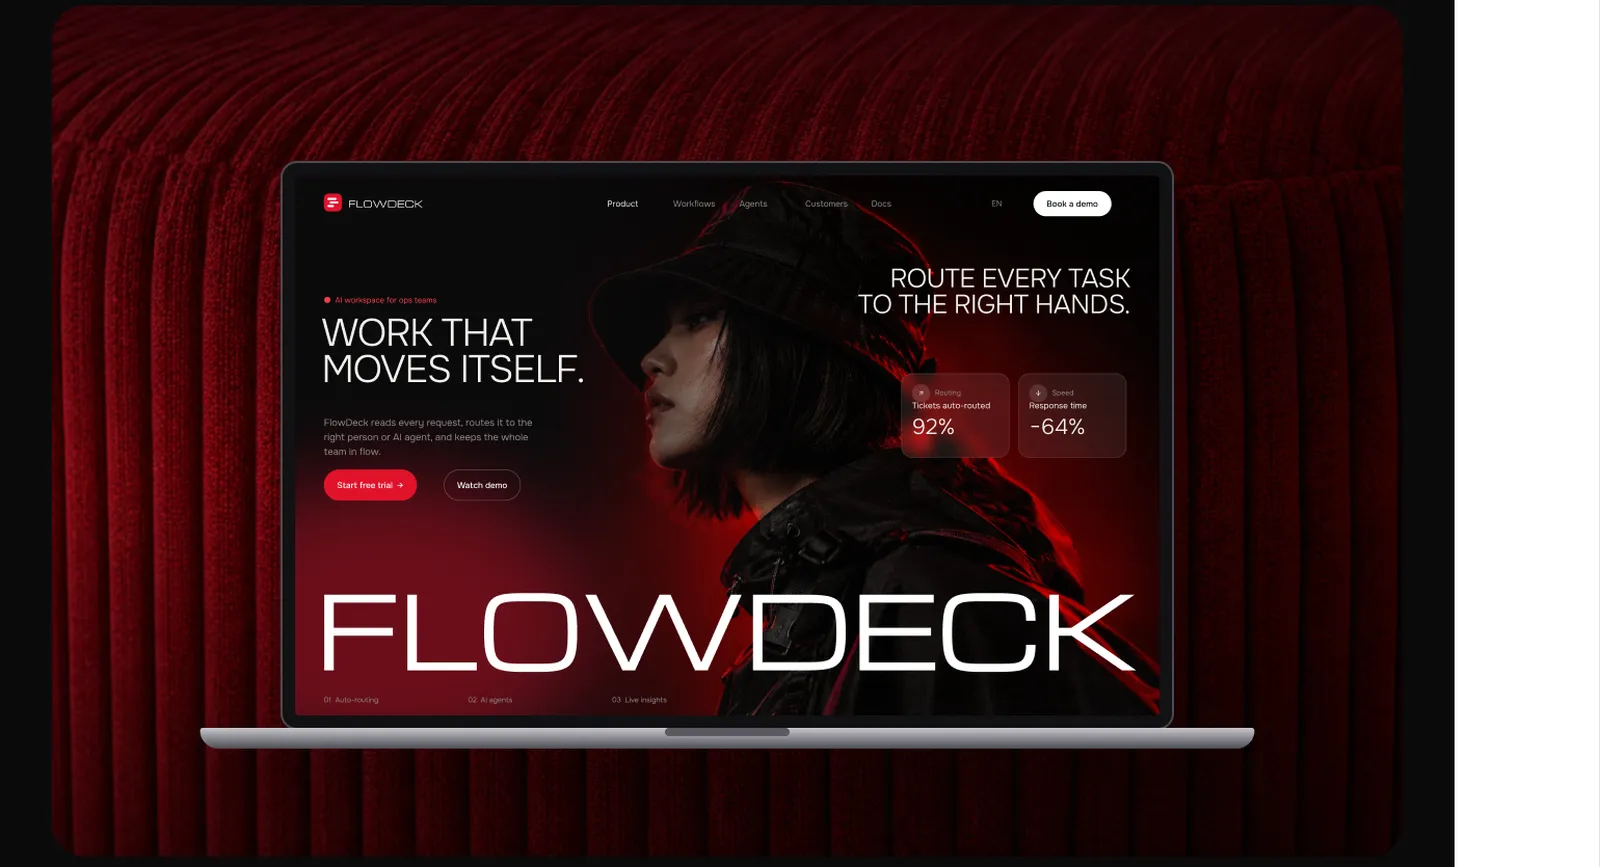 FLOWDECK
Product
Workflows
Agents
Customers
Docs
EN
Book a demo
AI workspace for ops teams
WORK THAT
MOVES ITSELF.
FlowDeck reads every request, routes it to the
right person or AI agent, and keeps the whole
team in flow.
Start free trial →
Watch demo
ROUTE EVERY TASK
TO THE RIGHT HANDS.
Routing
Tickets auto-routed
92%
Speed
Response time
-64%
FLOWDECK
01 Auto-routing
02 AI agents
03 Live insights